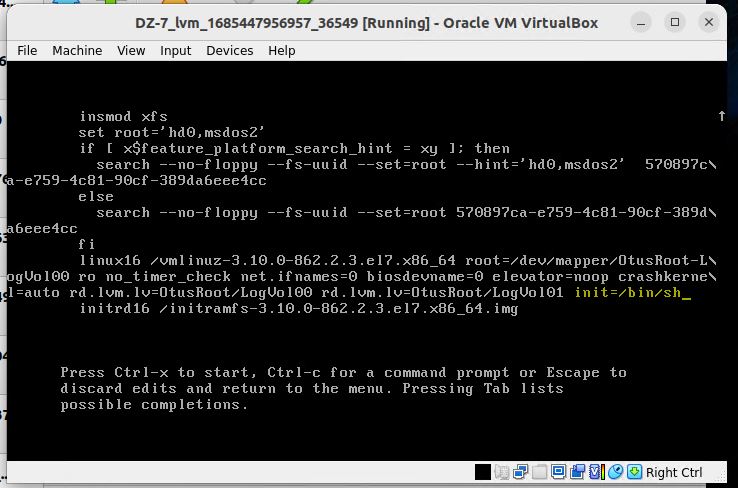 DZ-7_lvm_1685447956957_36549 [Running] - Oracle VM VirtualBox
File Machine View Input Devices Help
insmod xfs
set root='hd0,msdos2'
if [ x$feature_platform_search_hint = xy ]; then
search --no-floppy --fs-uuid --set=root --hint='hd0,msdos2' 570897c\
a-e759-4c81-90cf-389da6eee4cc
else
search --no-floppy --fs-uuid --set=root 570897ca-e759-4c81-90cf-389d\
a6eee4cc
fi
linux16 /vmlinuz-3.10.0-862.2.3.el7.x86_64 root=/dev/mapper/OtusRoot-L\
ogVol00 ro no_timer_check net.ifnames=0 biosdevname=0 elevator=noop crashkerne\
l=auto rd.lvm.lv=OtusRoot/LogVol00 rd.lvm.lv=OtusRoot/LogVol01 init=/bin/sh_
initrd16 /initramfs-3.10.0-862.2.3.el7.x86_64.img
Press Ctrl-x to start, Ctrl-c for a command prompt or Escape to
discard edits and return to the menu. Pressing Tab lists
possible completions.
Right Ctrl